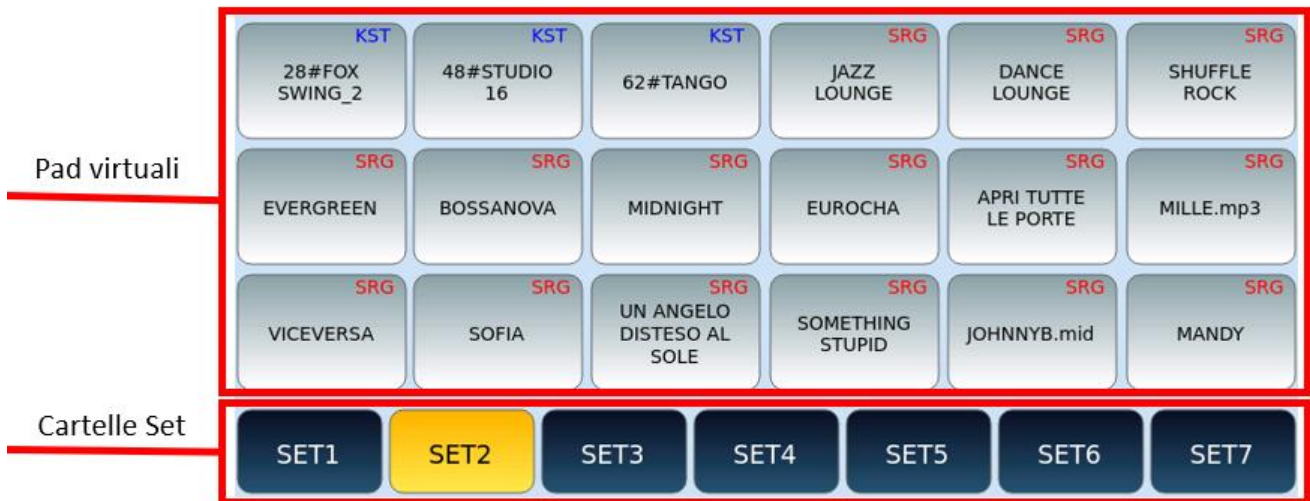 KST
28#FOX
SWING_2
KST
48#STUDIO
16
KST
62#TANGO
SRG
JAZZ
LOUNGE
SRG
DANCE
LOUNGE
SRG
SHUFFLE
ROCK
Pad virtuali
SRG
EVERGREEN
SRG
BOSSANOVA
SRG
MIDNIGHT
SRG
EUROCHA
SRG
APRI TUTTE
LE PORTE
SRG
MILLE.mp3
SRG
VICEVERSA
SRG
SOFIA
SRG
UN ANGELO
DISTESO AL
SOLE
SRG
SOMETHING
STUPID
SRG
JOHNNYB.mid
SRG
MANDY
Cartelle Set
SET1
SET2
SET3
SET4
SET5
SET6
SET7